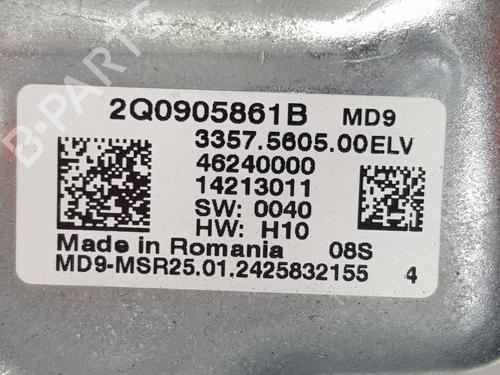 2Q0905861B MD9
3357.5605.00ELV
46240000
14213011
SW: 0040
HW: H10
Made in Romania 08S
MD9-MSR25.01.2425832155 4
B-PARTS